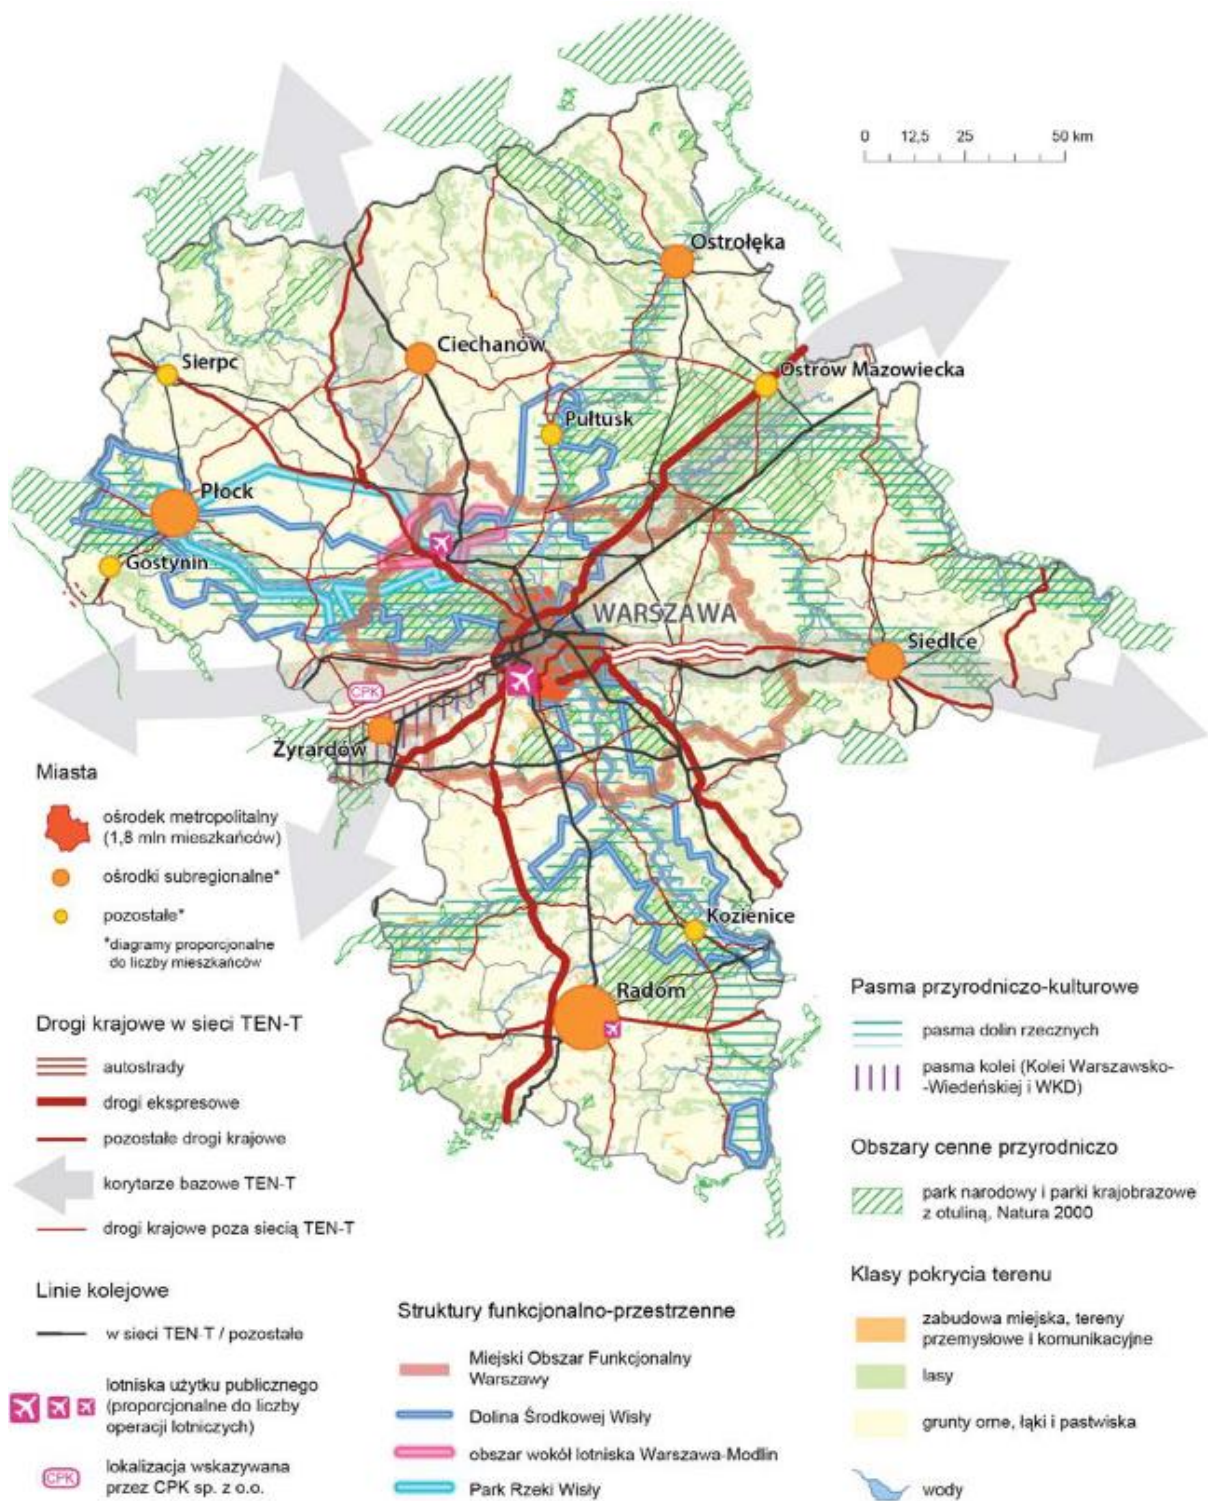 0 12,5 25 50 km
Ostrołęka
Ciechanów
Sierpc
Ostrów Mazowiecka
Pułtusk
Płock
Gostynin
WARSZAWA
Siedlce
CPK
Żyrardów
Kozienice
Radom
Miasta
ośrodek metropolitalny
(1,8 mln mieszkańców)
ośrodki subregionalne*
pozostałe*
*diagramy proporcjonalne
do liczby mieszkańców
Drogi krajowe w sieci TEN-T
autostrady
drogi ekspresowe
pozostałe drogi krajowe
korytarze bazowe TEN-T
drogi krajowe poza siecią TEN-T
Linie kolejowe
w sieci TEN-T / pozostałe
lotniska użytku publicznego
(proporcjonalne do liczby
operacji lotniczych)
CPK
lokalizacja wskazywana
przez CPK sp. z o.o.
Struktury funkcjonalno-przestrzenne
Miejski Obszar Funkcjonalny
Warszawy
Dolina Środkowej Wisły
obszar wokół lotniska Warszawa-Modlin
Park Rzeki Wisły
Pasma przyrodniczo-kulturowe
pasma dolin rzecznych
pasma kolei (Kolei Warszawsko-
-Wiedeńskiej i WKD)
Obszary cenne przyrodniczo
park narodowy i parki krajobrazowe
z otuliną, Natura 2000
Klasy pokrycia terenu
zabudowa miejska, tereny
przemysłowe i komunikacyjne
lasy
grunty orne, łąki i pastwiska
wody